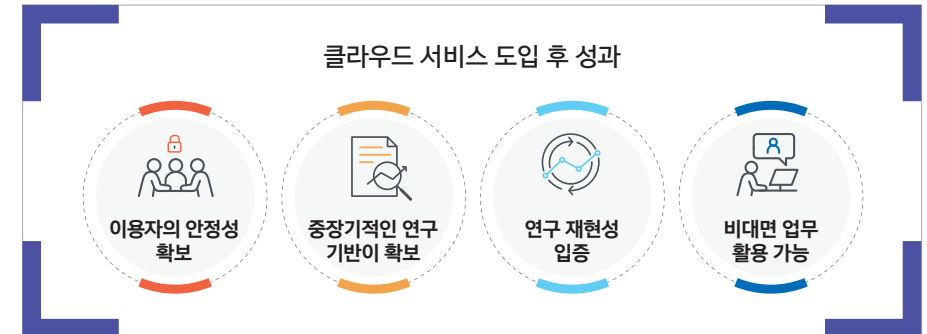 클라우드 서비스 도입 후 성과
이용자의 안정성
확보
중장기적인 연구
기반이 확보
연구 재현성
입증
비대면 업무
활용 가능